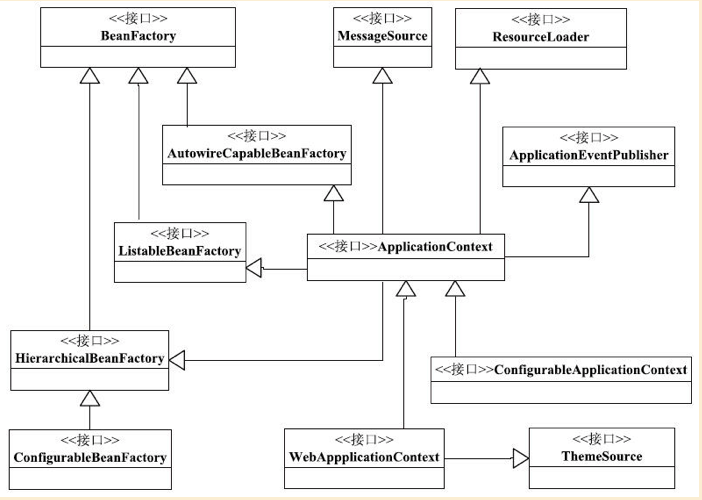 <<接口>>
BeanFactory
<<接口>>
MessageSource
<<接口>>
ResourceLoader
<<接口>>
AutowireCapableBeanFactory
<<接口>>
ApplicationEventPublisher
<<接口>>
ListableBeanFactory
<<接口>>ApplicationContext
<<接口>>
HierarchicalBeanFactory
<<接口>>ConfigurableApplicationContext
<<接口>>
ConfigurableBeanFactory
<<接口>>
WebAppplicationContext
<<接口>>
ThemeSource